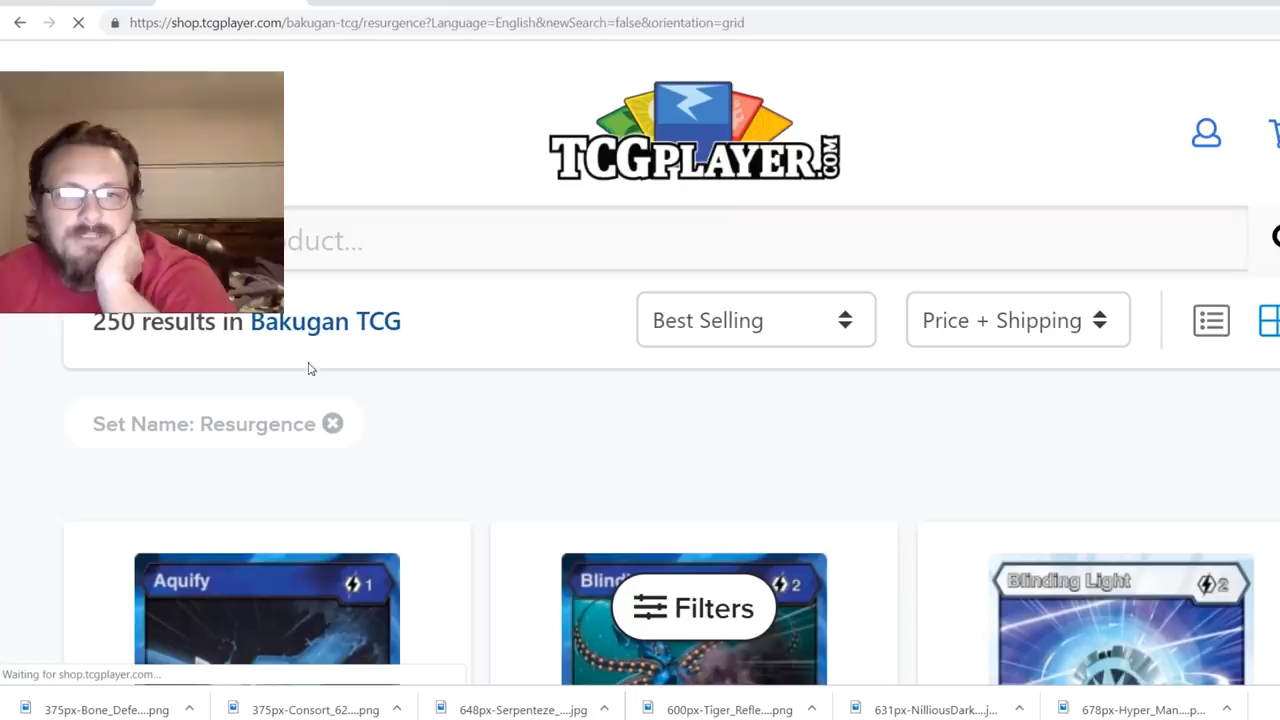 https://shop.tcgplayer.com/bakugan-tcg/resurgence?Language=English&newSearch=false&orientation=grid
TCGPLAYER.COM
duct...
250 results in Bakugan TCG
Best Selling
Price + Shipping
Set Name: Resurgence
Aquify 1
Blind 2
Blinding Light 2
Filters
Waiting for shop.tcgplayer.com...
375px-Bone_Defe....png
375px-Consort_62....png
648px-Serpenteze_....jpg
600px-Tiger_Refle....png
631px-NilliousDark....j...
678px-Hyper_Man....p...